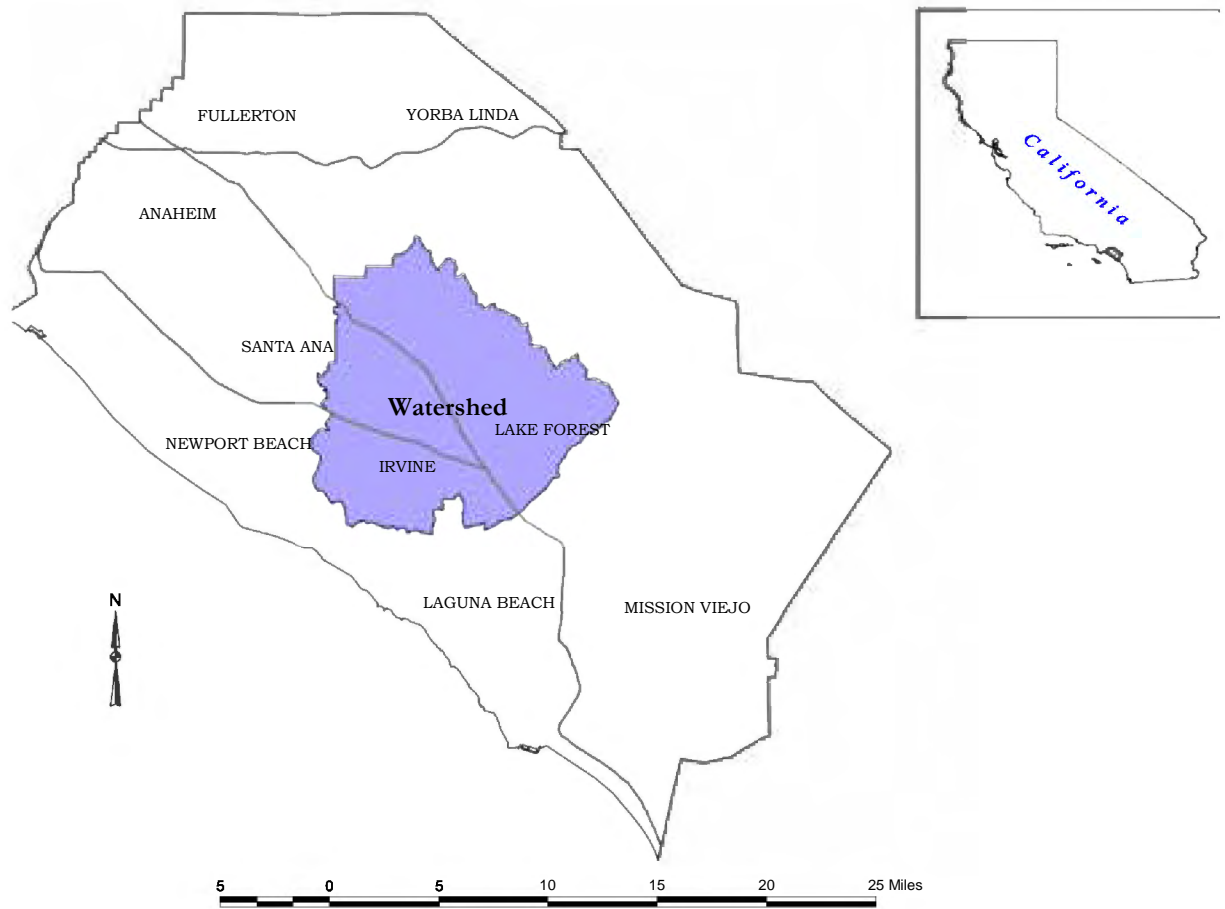 FULLERTON
YORBA LINDA
California
ANAHEIM
SANTA ANA
Watershed
LAKE FOREST
NEWPORT BEACH
IRVINE
LAGUNA BEACH
MISSION VIEJO
N
5 0 5 10 15 20 25 Miles